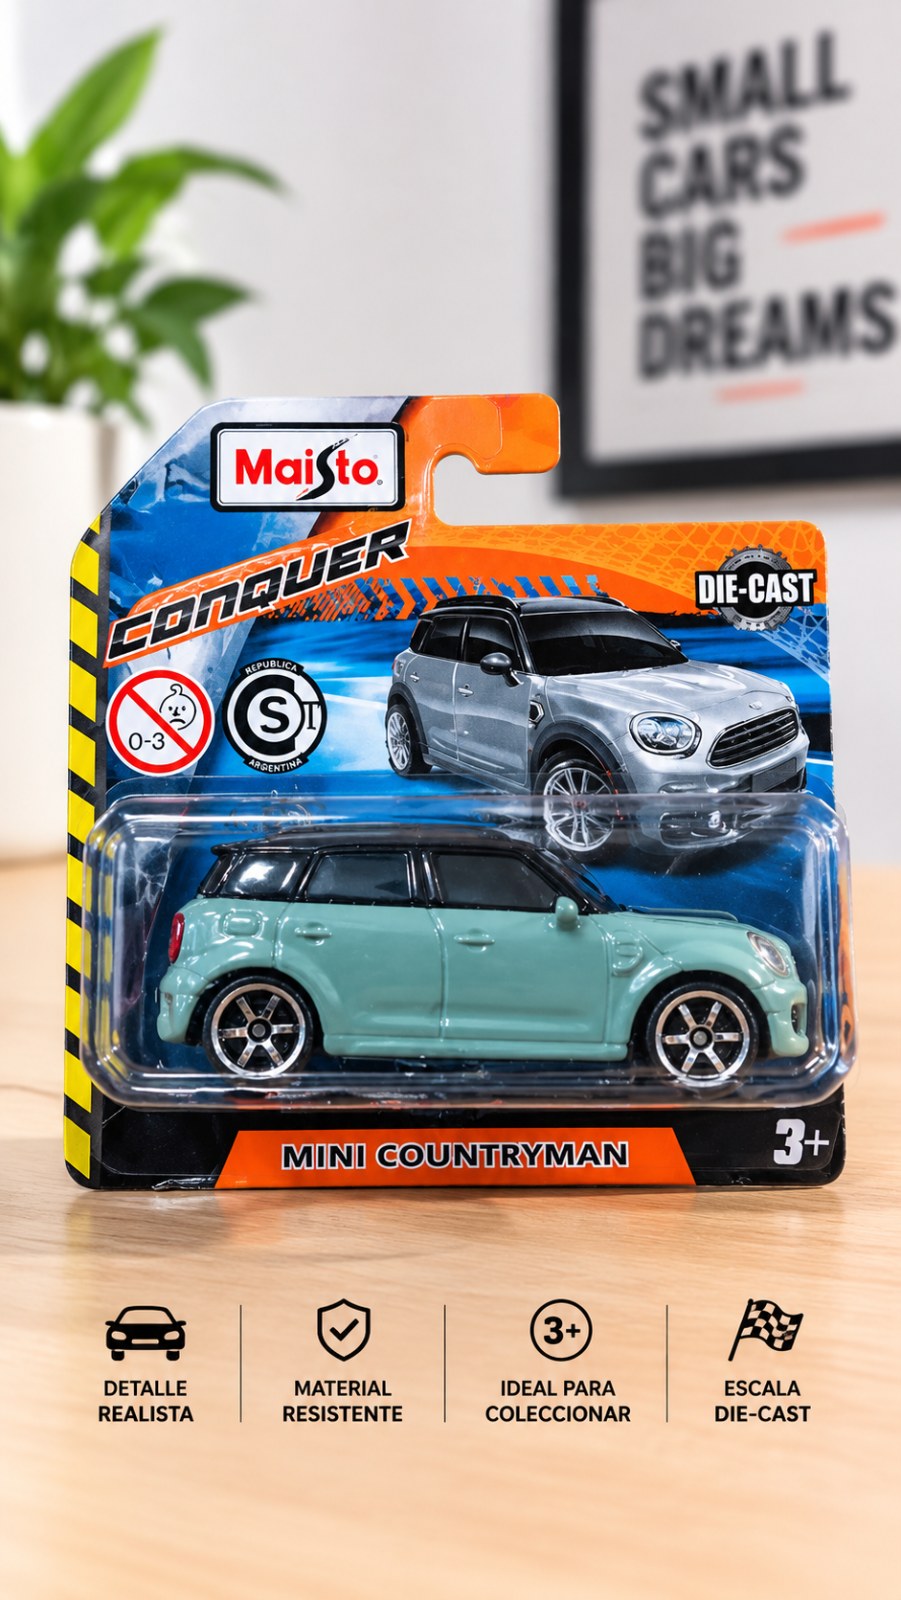 SMALL
CARS
BIG
DREAMS
Maisto
CONQUER
DIE-CAST
0-3
REPUBLICA
CSI
ARGENTINA
MINI COUNTRYMAN
3+
DETALLE
REALISTA
MATERIAL
RESISTENTE
3+
IDEAL PARA
COLECCIONAR
ESCALA
DIE-CAST